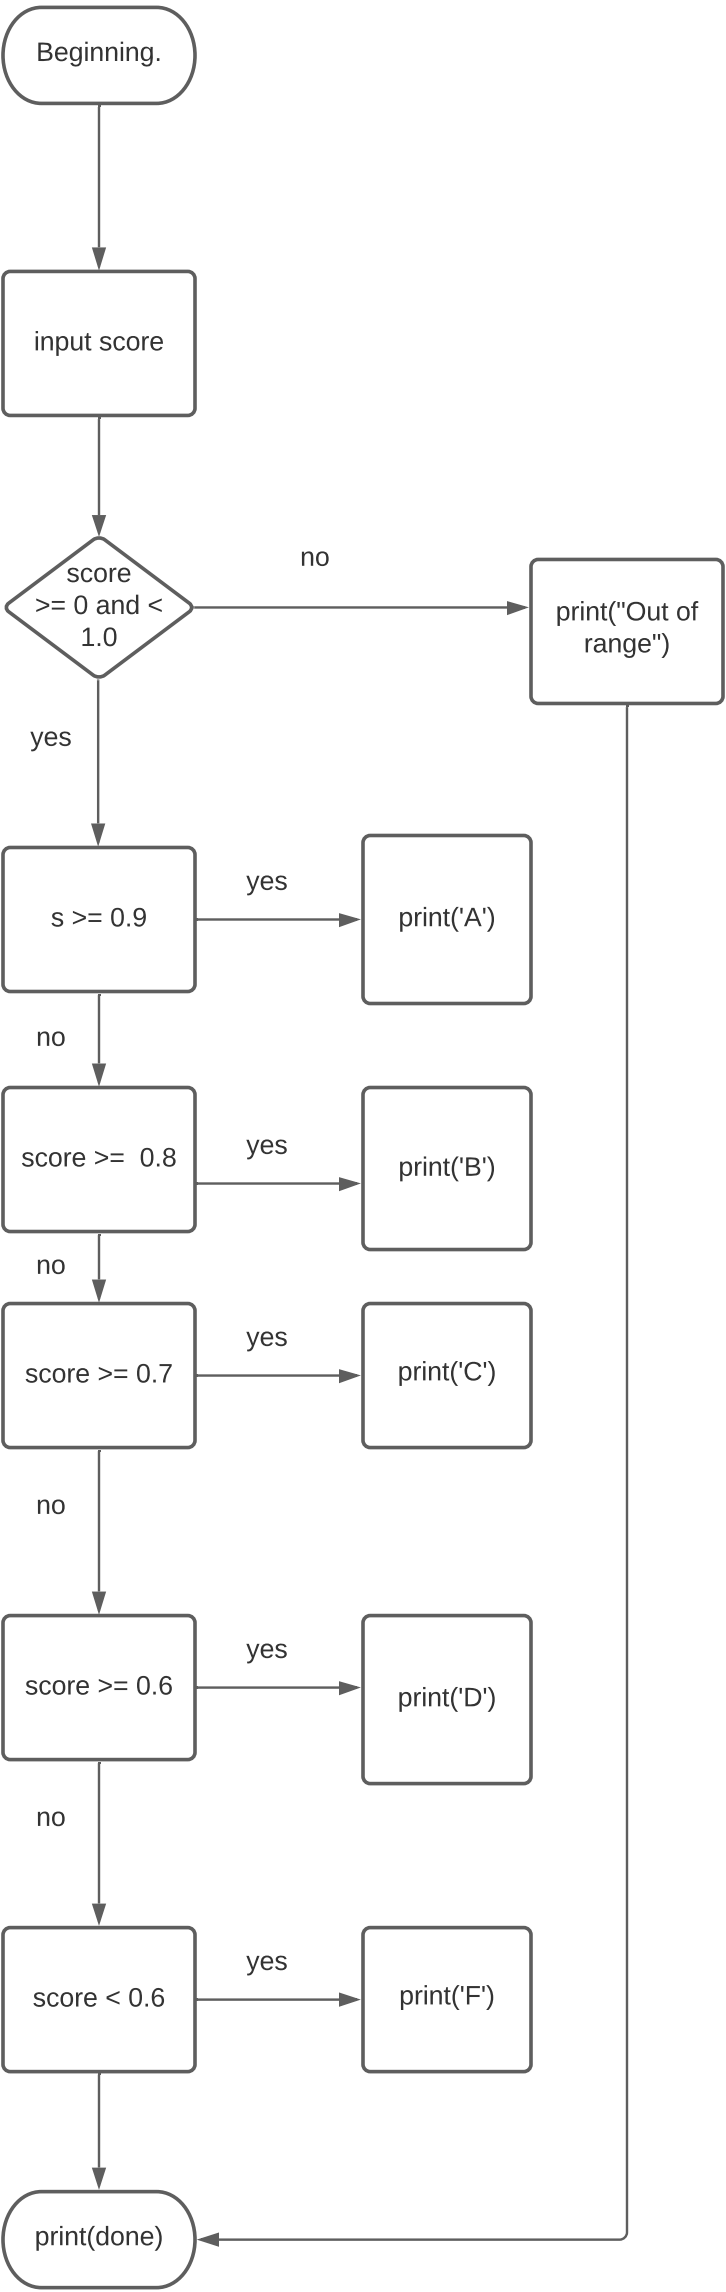 Beginning.
input score
score
>= 0 and <
1.0
no
print("Out of
range")
yes
s >= 0.9
yes
print('A')
no
score >=  0.8
yes
print('B')
no
score >= 0.7
yes
print('C')
no
score >= 0.6
yes
print('D')
no
score < 0.6
yes
print('F')
print(done)